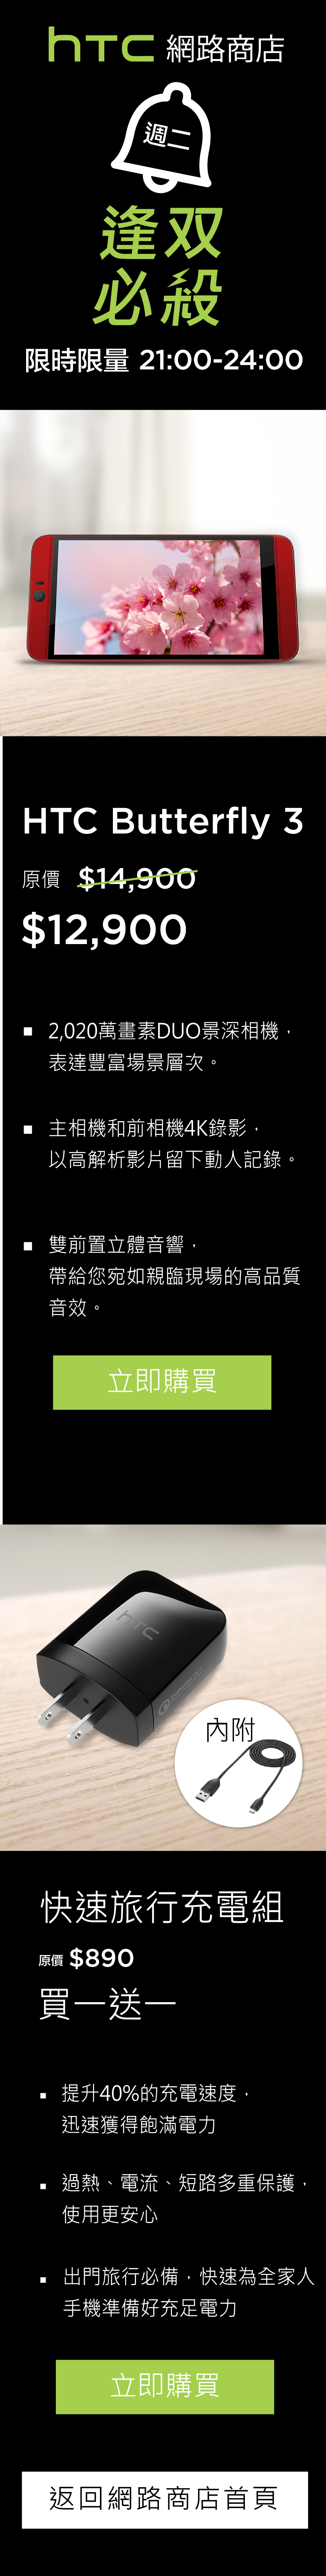 hTC 網路商店
週二
逢双
必殺
限時限量 21:00-24:00
HTC Butterfly 3
原價 $14,900
$12,900
■ 2,020萬畫素DUO景深相機，
表達豐富場景層次。
■ 主相機和前相機4K錄影，
以高解析影片留下動人記錄。
■ 雙前置立體音響，
帶給您宛如親臨現場的高品質
音效。
立即購買
hTC
內附
快速旅行充電組
原價 $890
買一送一
■ 提升40%的充電速度，
迅速獲得飽滿電力
■ 過熱、電流、短路多重保護，
使用更安心
■ 出門旅行必備，快速為全家人
手機準備好充足電力
立即購買
返回網路商店首頁